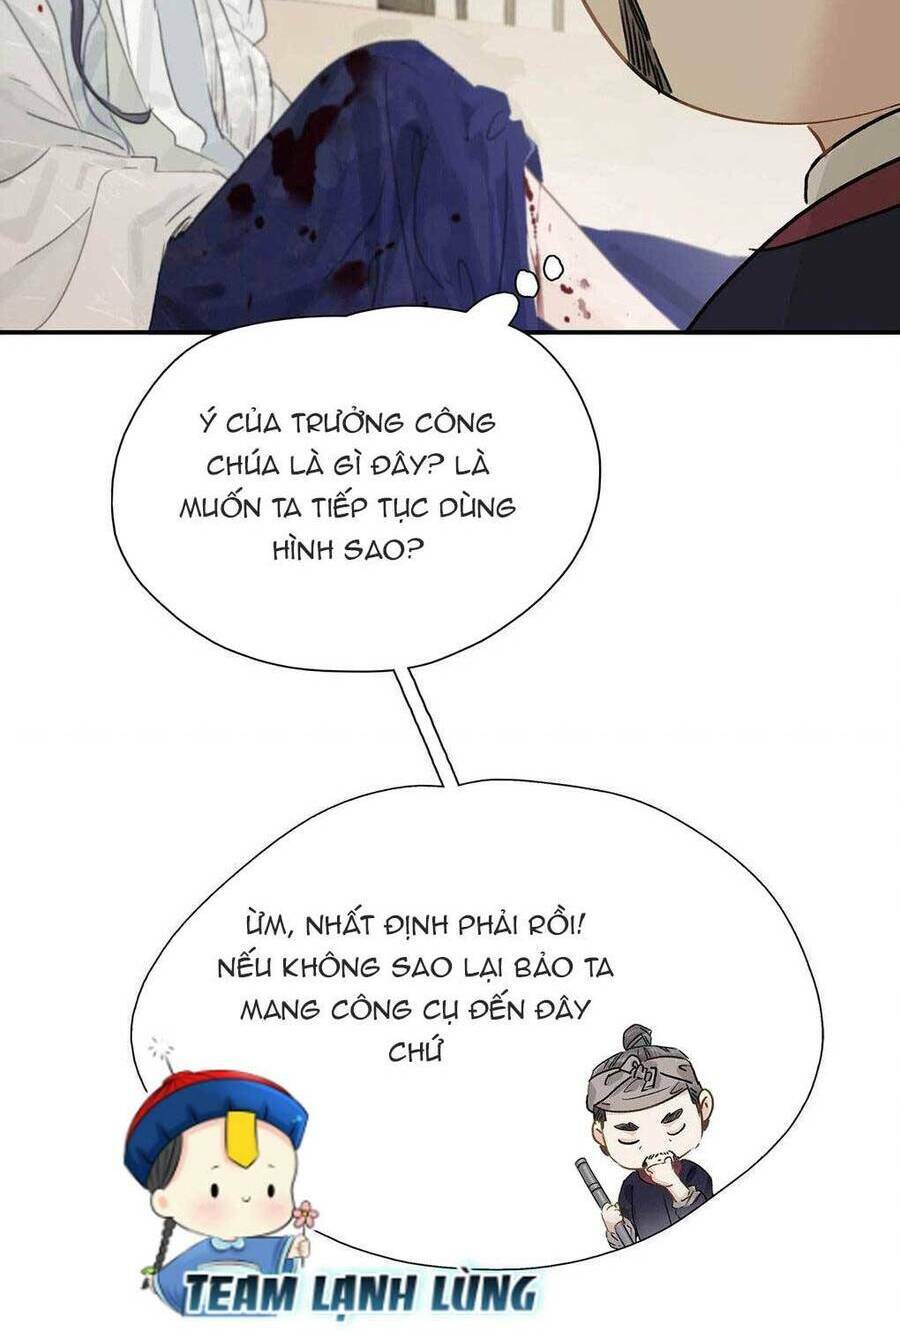 Ý CỦA TRƯỞNG CÔNG
CHÚA LÀ GÌ ĐÂY? LÀ
MUỐN TA TIẾP TỤC DÙNG
HÌNH SAO?
ỪM, NHẤT ĐỊNH PHẢI RỒI!
NẾU KHÔNG SAO LẠI BẢO TA
MANG CÔNG CỤ ĐẾN ĐÂY
CHỨ
TEAM LẠNH LÙNG